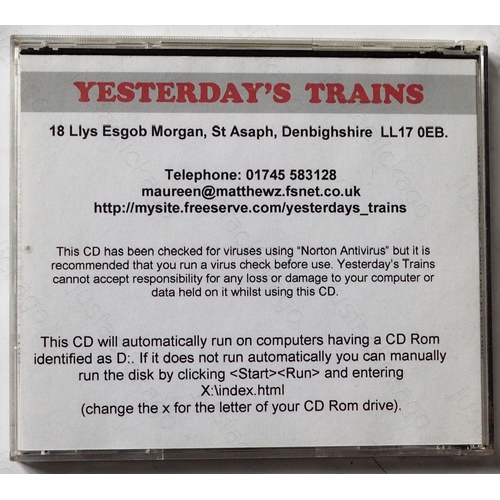 YESTERDAY'S TRAINS
18 Llys Esgob Morgan, St Asaph, Denbighshire LL17 0EB.
Telephone: 01745 583128
maureen@matthewz.fsnet.co.uk
http://mysite.freeserve.com/yesterdays_trains
This CD has been checked for viruses using “Norton Antivirus” but it is
recommended that you run a virus check before use. Yesterday's Trains
cannot accept responsibility for any loss or damage to your computer or
data held on it whilst using this CD.
This CD will automatically run on computers having a CD Rom
identified as D:. If it does not run automatically you can manually
run the disk by clicking <Start><Run> and entering
X:\index.html
(change the x for the letter of your CD Rom drive).